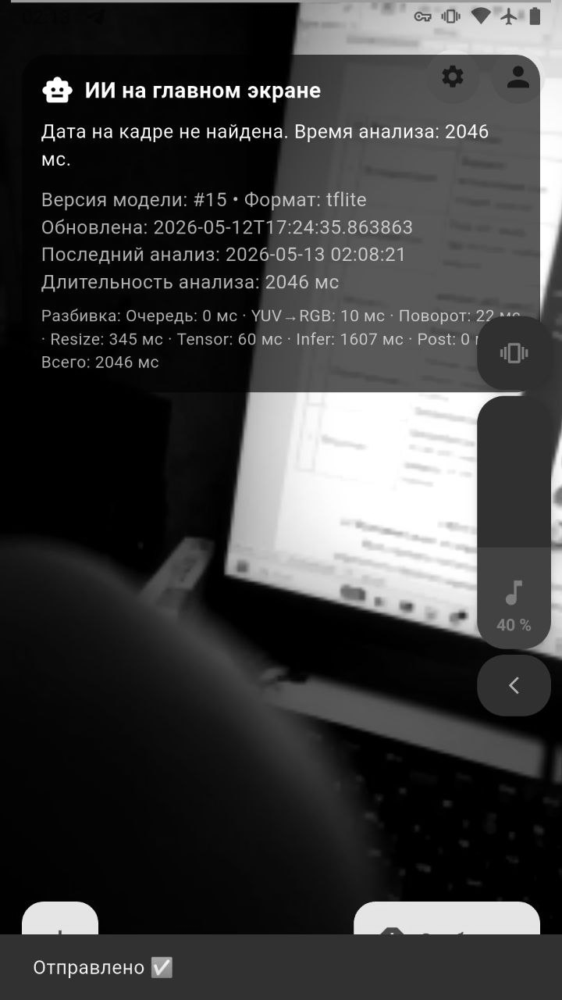 02:13
ИИ на главном экране
Дата на кадре не найдена. Время анализа: 2046
мс.
Версия модели: #15 • Формат: tflite
Обновлена: 2026-05-12T17:24:35.863863
Последний анализ: 2026-05-13 02:08:21
Длительность анализа: 2046 мс
Разбивка: Очередь: 0 мс · YUV→RGB: 10 мс · Поворот: 22 мс
· Resize: 345 мс · Tensor: 60 мс · Infer: 1607 мс · Post: 0
Всего: 2046 мс
40 %
Отправлено ✅